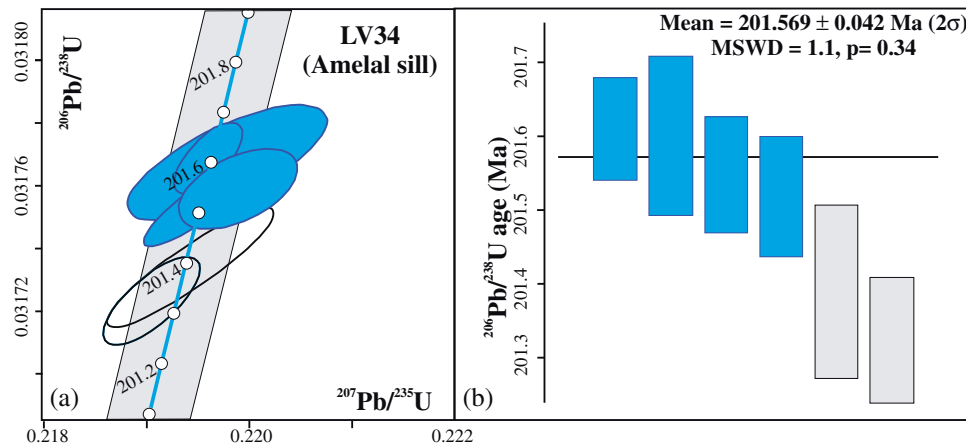 LV34
(Amelal sill)
²⁰⁶Pb/²³⁸U
0.03180
0.03176
0.03172
201.8
201.6
201.4
201.2
(a)
²⁰⁷Pb/²³⁵U
0.218
0.220
0.222
Mean = 201.569 ± 0.042 Ma (2σ)
MSWD = 1.1, p= 0.34
²⁰⁶Pb/²³⁸U age (Ma)
201.7
201.6
201.5
201.4
201.3
(b)